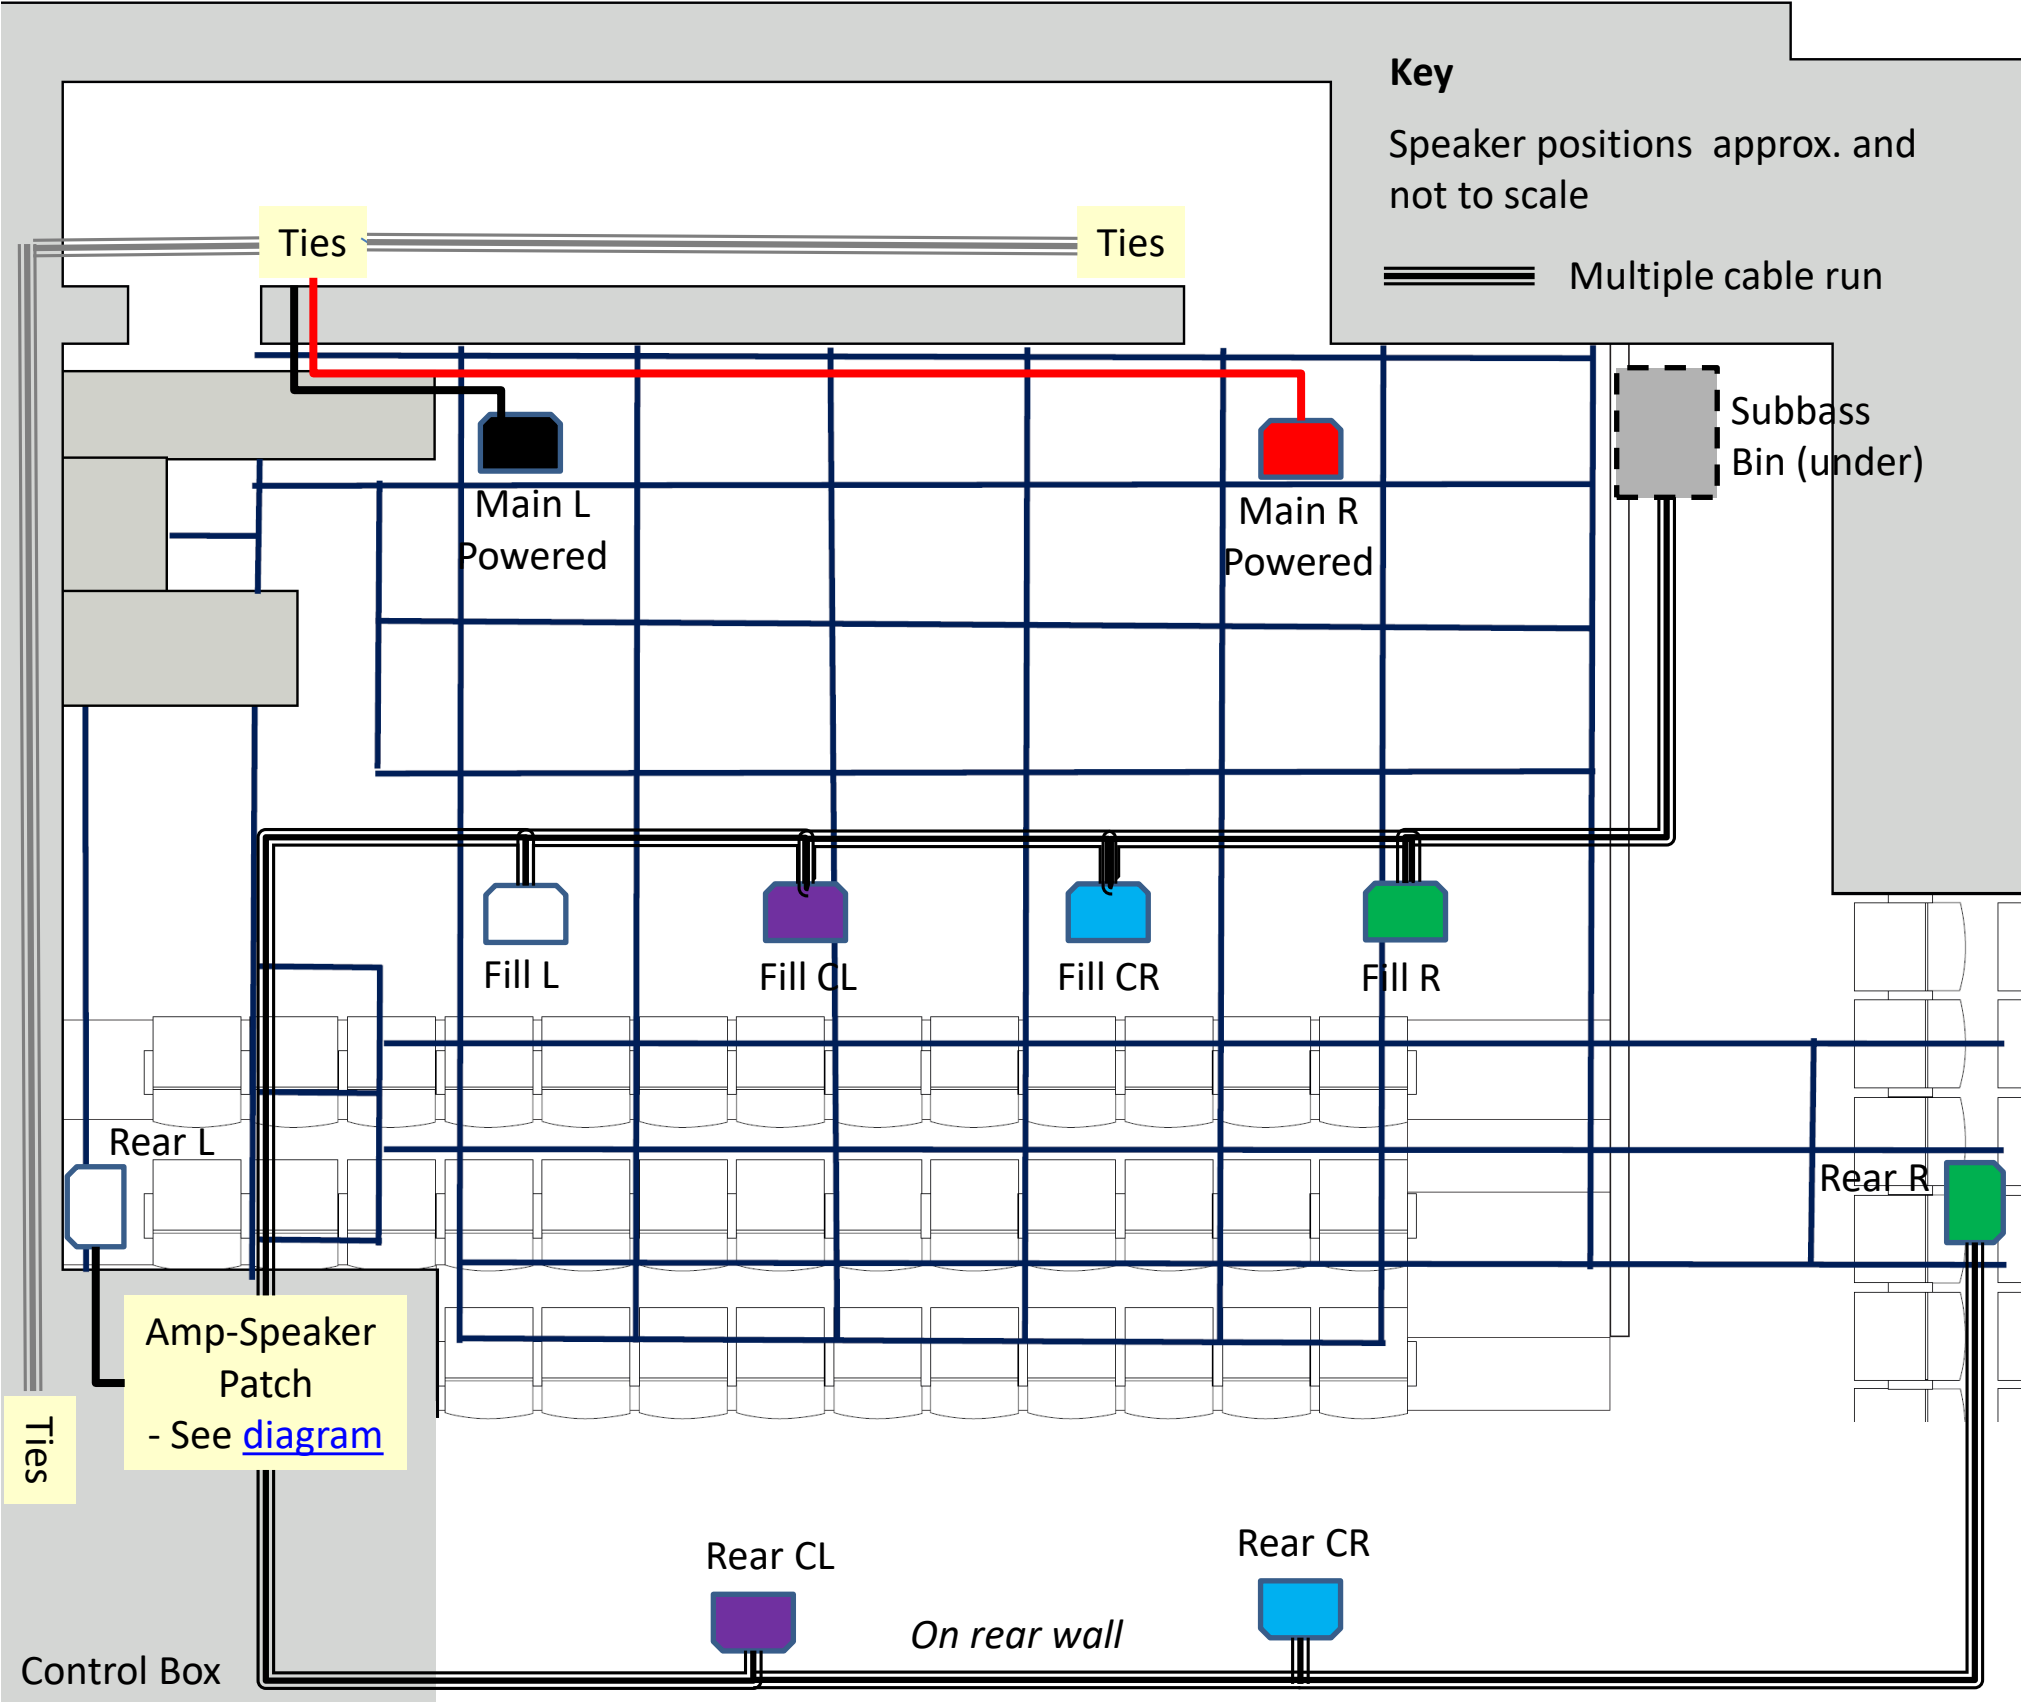 Key
Speaker positions  approx. and
not to scale
Multiple cable run
Ties
Ties
Subbass
Bin (under)
Main L
Powered
Main R
Powered
Fill L
Fill CL
Fill CR
Fill R
Rear L
Rear R
Amp-Speaker
Patch
- See diagram
Ties
Rear CL
Rear CR
On rear wall
Control Box